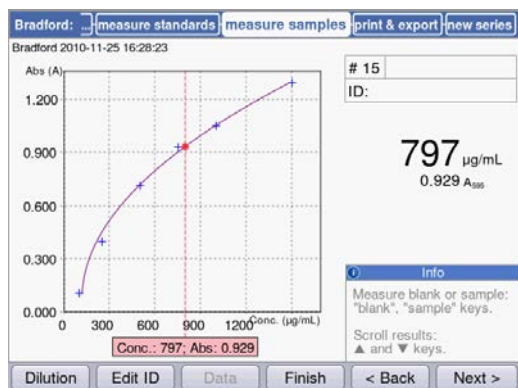 Bradford: ... measure standards measure samples print & export new series
Bradford 2010-11-25 16:28:23
Abs (A)
1.200
0.900
0.600
0.300
0.000
0 300 600 900 1200 Conc. (µg/mL)
Conc.: 797; Abs: 0.929
# 15
ID:
797 µg/mL
0.929 A595
Info
Measure blank or sample:
"blank", "sample" keys.
Scroll results:
▲ and ▼ keys.
Dilution Edit ID Data Finish < Back Next >